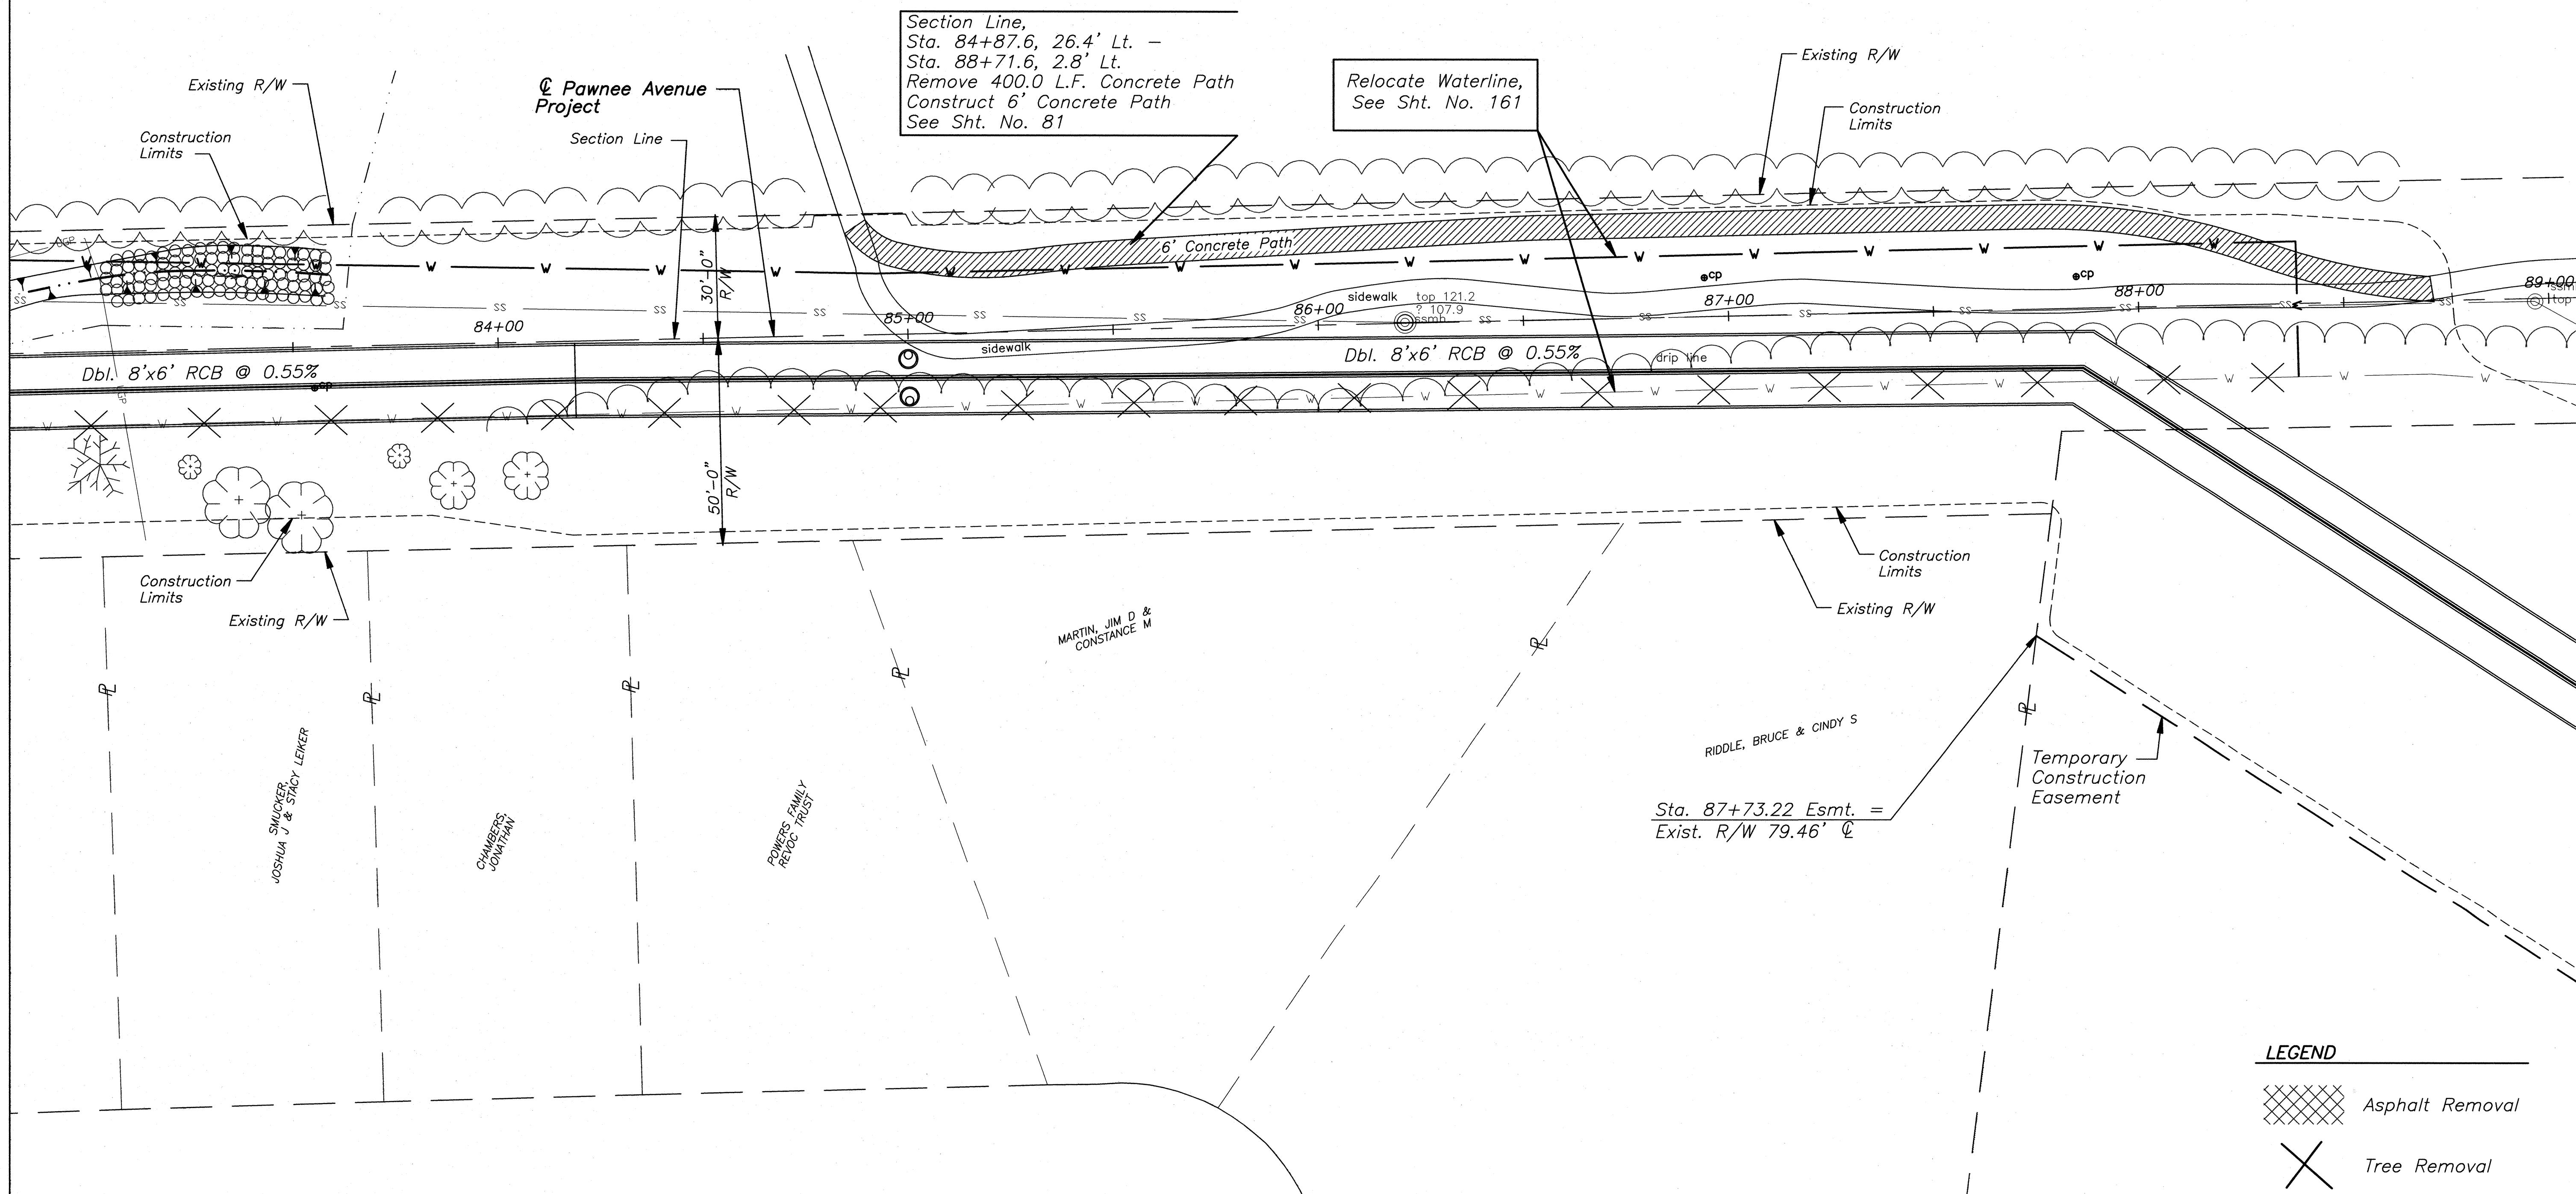 Section Line,
Sta. 84+87.6, 26.4' Lt. –
Sta. 88+71.6, 2.8' Lt.
Remove 400.0 L.F. Concrete Path
Construct 6' Concrete Path
See Sht. No. 81
Relocate Waterline,
See Sht. No. 161
Existing R/W
Construction
Limits
Existing R/W
Construction
Limits
℄ Pawnee Avenue
Project
Section Line
6' Concrete Path
30'-0"
R/W
50'-0"
R/W
84+00
85+00
86+00
87+00
88+00
89+00
sidewalk
top 121.2
? 107.9
ssmh
sidewalk
cp
cp
cp
top
Dbl. 8'x6' RCB @ 0.55%
Dbl. 8'x6' RCB @ 0.55%
drip line
Construction
Limits
Existing R/W
Construction
Limits
Existing R/W
MARTIN, JIM D &
CONSTANCE M
RIDDLE, BRUCE & CINDY S
SMUCKER,
JOSHUA J & STACY LEIKER
CHAMBERS,
JONATHAN
POWERS FAMILY
REVOC TRUST
Temporary
Construction
Easement
Sta. 87+73.22 Esmt. =
Exist. R/W 79.46' ℄
LEGEND
Asphalt Removal
Tree Removal